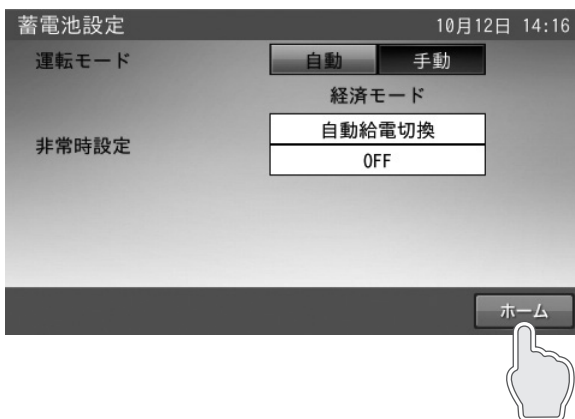 蓄電池設定 10月12日 14:16
運転モード 自動 手動
経済モード
非常時設定 自動給電切換
OFF
ホーム